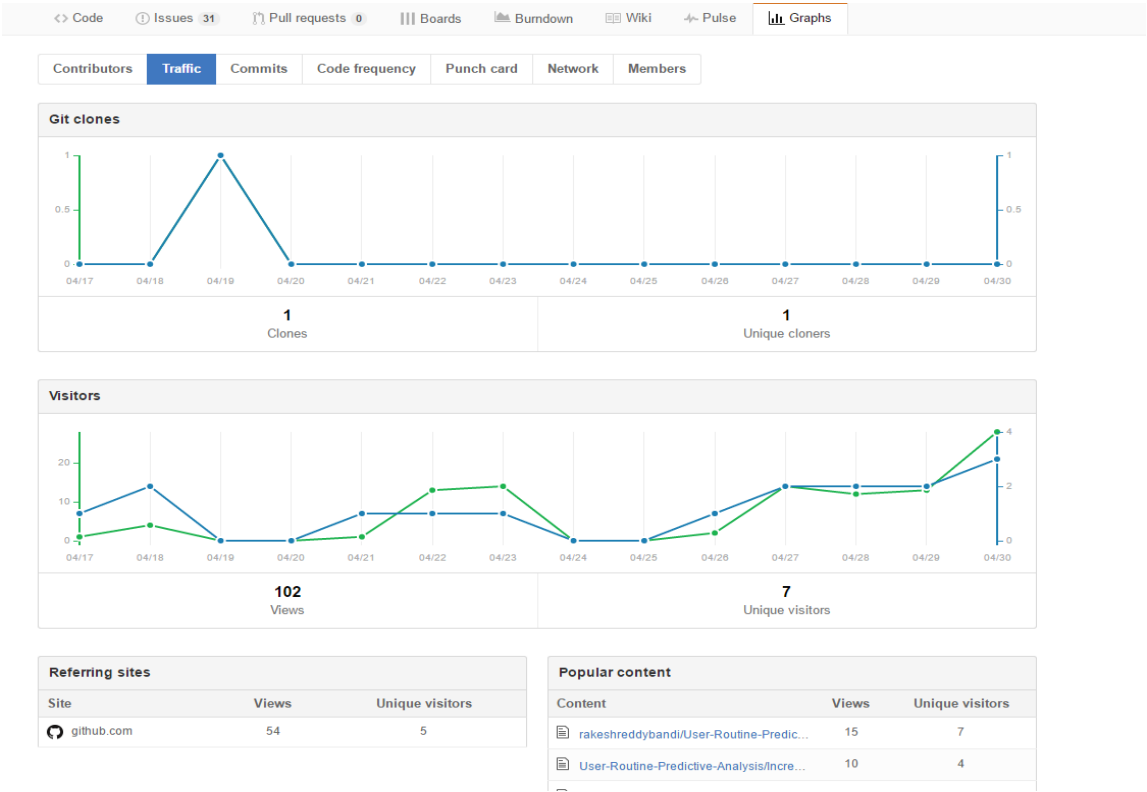 Code Issues 31 Pull requests 0 Boards Burndown Wiki Pulse Graphs
Contributors Traffic Commits Code frequency Punch card Network Members
Git clones
1 1
0.5 0.5
0 0
04/17 04/18 04/19 04/20 04/21 04/22 04/23 04/24 04/25 04/26 04/27 04/28 04/29 04/30
1 1
Clones Unique cloners
Visitors
4
20
2
10
0 0
04/17 04/18 04/19 04/20 04/21 04/22 04/23 04/24 04/25 04/26 04/27 04/28 04/29 04/30
102 7
Views Unique visitors
Referring sites
Site Views Unique visitors
github.com 54 5
Popular content
Content Views Unique visitors
rakeshreddybandi/User-Routine-Predic... 15 7
User-Routine-Predictive-Analysis/Incre... 10 4